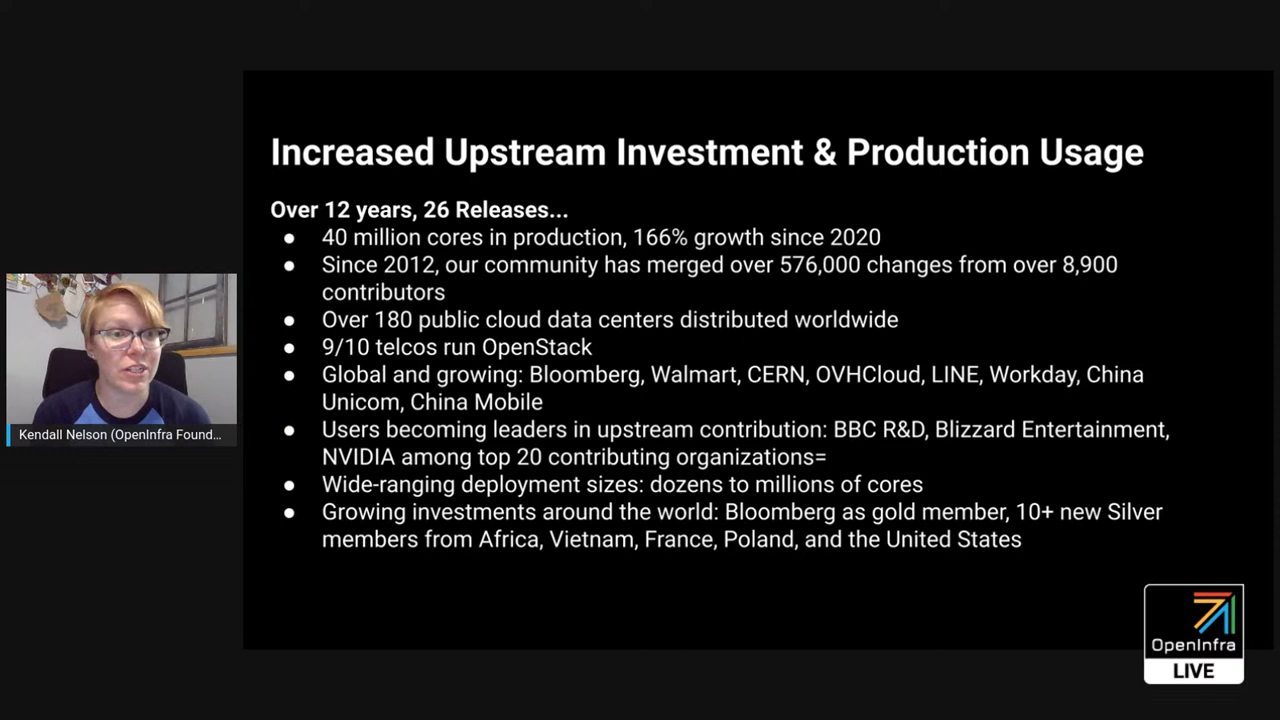 Increased Upstream Investment & Production Usage
Over 12 years, 26 Releases...
● 40 million cores in production, 166% growth since 2020
● Since 2012, our community has merged over 576,000 changes from over 8,900
contributors
● Over 180 public cloud data centers distributed worldwide
● 9/10 telcos run OpenStack
● Global and growing: Bloomberg, Walmart, CERN, OVHCloud, LINE, Workday, China
Unicom, China Mobile
● Users becoming leaders in upstream contribution: BBC R&D, Blizzard Entertainment,
NVIDIA among top 20 contributing organizations=
● Wide-ranging deployment sizes: dozens to millions of cores
● Growing investments around the world: Bloomberg as gold member, 10+ new Silver
members from Africa, Vietnam, France, Poland, and the United States
Kendall Nelson (OpenInfra Found...
OpenInfra
LIVE